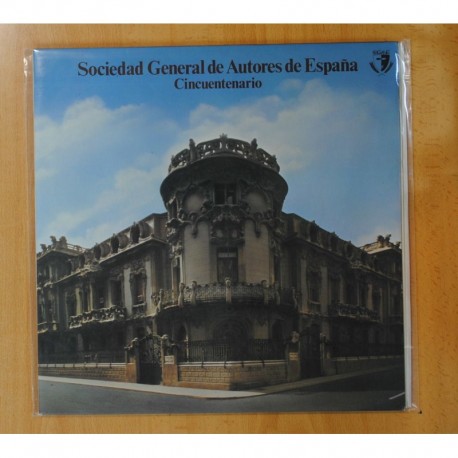 Sociedad General de Autores de España
Cincuentenario